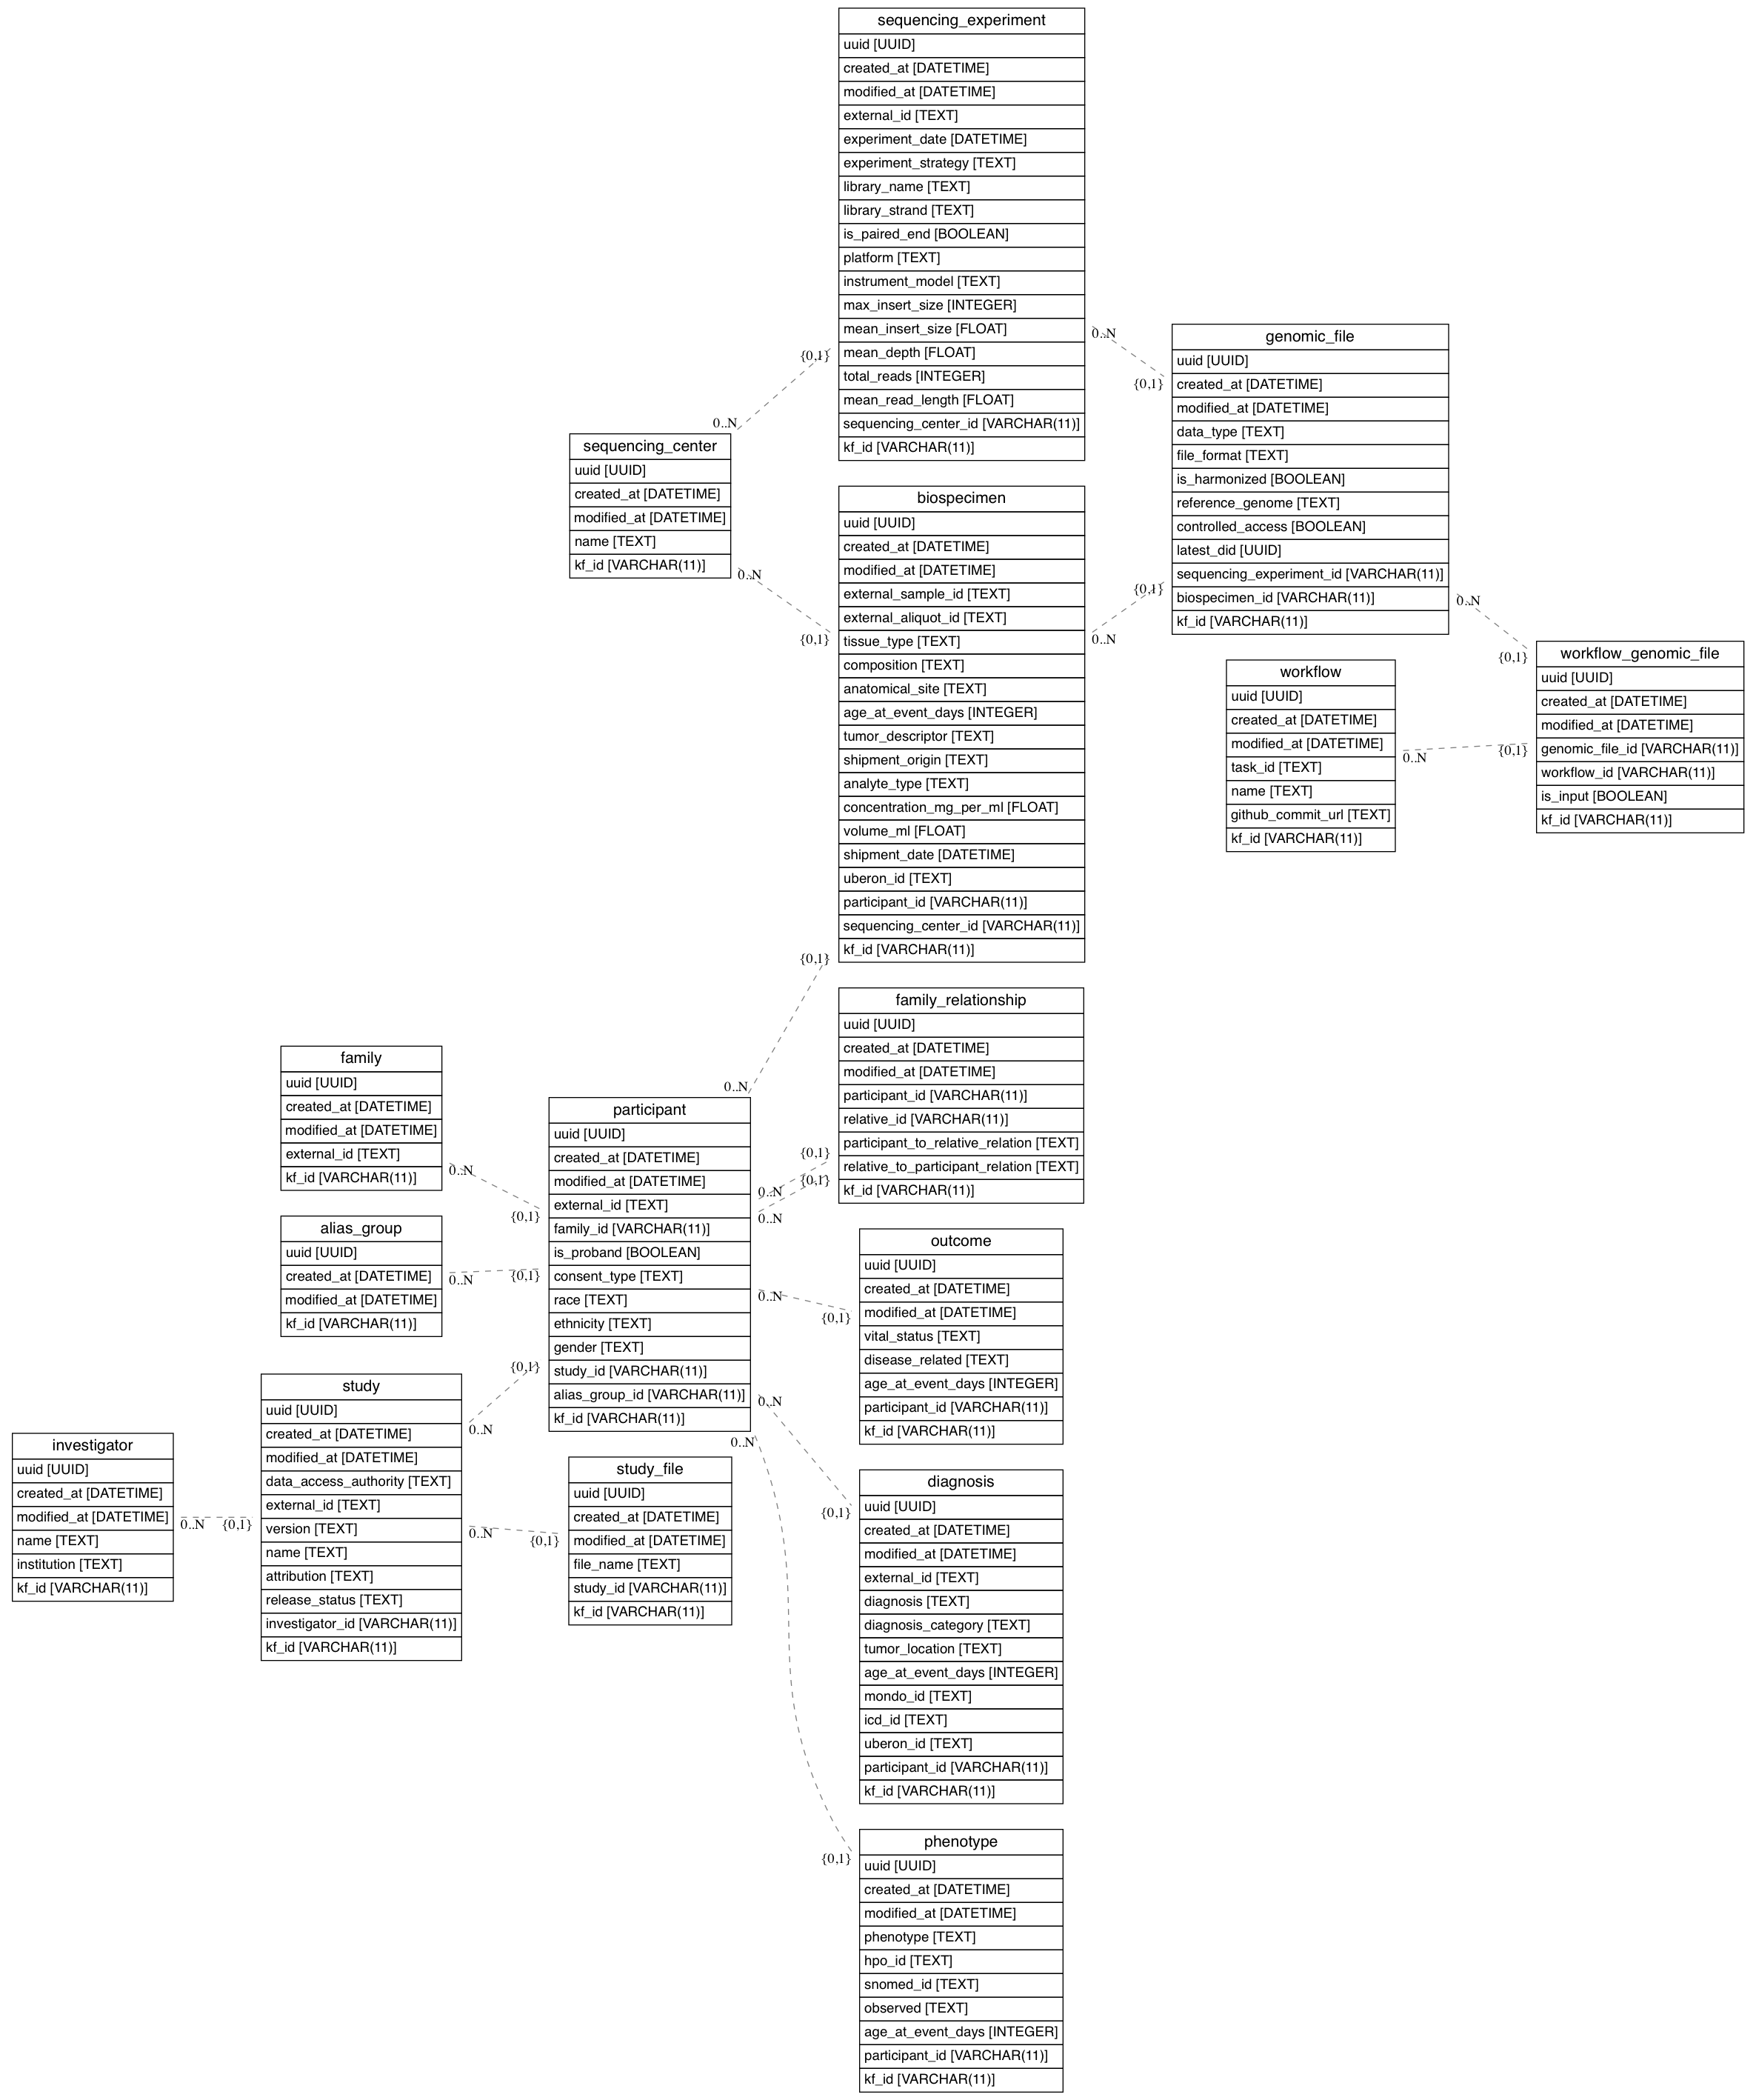 sequencing_experiment
uuid [UUID]
created_at [DATETIME]
modified_at [DATETIME]
external_id [TEXT]
experiment_date [DATETIME]
experiment_strategy [TEXT]
library_name [TEXT]
library_strand [TEXT]
is_paired_end [BOOLEAN]
platform [TEXT]
instrument_model [TEXT]
max_insert_size [INTEGER]
mean_insert_size [FLOAT]
mean_depth [FLOAT]
total_reads [INTEGER]
mean_read_length [FLOAT]
sequencing_center_id [VARCHAR(11)]
kf_id [VARCHAR(11)]
0..N
{0,1}
{0,1}
0..N
genomic_file
uuid [UUID]
created_at [DATETIME]
modified_at [DATETIME]
data_type [TEXT]
file_format [TEXT]
is_harmonized [BOOLEAN]
reference_genome [TEXT]
controlled_access [BOOLEAN]
latest_did [UUID]
sequencing_experiment_id [VARCHAR(11)]
biospecimen_id [VARCHAR(11)]
kf_id [VARCHAR(11)]
sequencing_center
uuid [UUID]
created_at [DATETIME]
modified_at [DATETIME]
name [TEXT]
kf_id [VARCHAR(11)]
0..N
{0,1}
biospecimen
uuid [UUID]
created_at [DATETIME]
modified_at [DATETIME]
external_sample_id [TEXT]
external_aliquot_id [TEXT]
tissue_type [TEXT]
composition [TEXT]
anatomical_site [TEXT]
age_at_event_days [INTEGER]
tumor_descriptor [TEXT]
shipment_origin [TEXT]
analyte_type [TEXT]
concentration_mg_per_ml [FLOAT]
volume_ml [FLOAT]
shipment_date [DATETIME]
uberon_id [TEXT]
participant_id [VARCHAR(11)]
sequencing_center_id [VARCHAR(11)]
kf_id [VARCHAR(11)]
{0,1}
0..N
0..N
{0,1}
workflow
uuid [UUID]
created_at [DATETIME]
modified_at [DATETIME]
task_id [TEXT]
name [TEXT]
github_commit_url [TEXT]
kf_id [VARCHAR(11)]
0..N
{0,1}
workflow_genomic_file
uuid [UUID]
created_at [DATETIME]
modified_at [DATETIME]
genomic_file_id [VARCHAR(11)]
workflow_id [VARCHAR(11)]
is_input [BOOLEAN]
kf_id [VARCHAR(11)]
{0,1}
0..N
family_relationship
uuid [UUID]
created_at [DATETIME]
modified_at [DATETIME]
participant_id [VARCHAR(11)]
relative_id [VARCHAR(11)]
participant_to_relative_relation [TEXT]
relative_to_participant_relation [TEXT]
kf_id [VARCHAR(11)]
{0,1}
{0,1}
0..N
0..N
family
uuid [UUID]
created_at [DATETIME]
modified_at [DATETIME]
external_id [TEXT]
kf_id [VARCHAR(11)]
0..N
{0,1}
participant
uuid [UUID]
created_at [DATETIME]
modified_at [DATETIME]
external_id [TEXT]
family_id [VARCHAR(11)]
is_proband [BOOLEAN]
consent_type [TEXT]
race [TEXT]
ethnicity [TEXT]
gender [TEXT]
study_id [VARCHAR(11)]
alias_group_id [VARCHAR(11)]
kf_id [VARCHAR(11)]
alias_group
uuid [UUID]
created_at [DATETIME]
modified_at [DATETIME]
kf_id [VARCHAR(11)]
0..N
{0,1}
outcome
uuid [UUID]
created_at [DATETIME]
modified_at [DATETIME]
vital_status [TEXT]
disease_related [TEXT]
age_at_event_days [INTEGER]
participant_id [VARCHAR(11)]
kf_id [VARCHAR(11)]
0..N
{0,1}
study
uuid [UUID]
created_at [DATETIME]
modified_at [DATETIME]
data_access_authority [TEXT]
external_id [TEXT]
version [TEXT]
name [TEXT]
attribution [TEXT]
release_status [TEXT]
investigator_id [VARCHAR(11)]
kf_id [VARCHAR(11)]
{0,1}
0..N
investigator
uuid [UUID]
created_at [DATETIME]
modified_at [DATETIME]
name [TEXT]
institution [TEXT]
kf_id [VARCHAR(11)]
0..N
{0,1}
study_file
uuid [UUID]
created_at [DATETIME]
modified_at [DATETIME]
file_name [TEXT]
study_id [VARCHAR(11)]
kf_id [VARCHAR(11)]
0..N
{0,1}
diagnosis
uuid [UUID]
created_at [DATETIME]
modified_at [DATETIME]
external_id [TEXT]
diagnosis [TEXT]
diagnosis_category [TEXT]
tumor_location [TEXT]
age_at_event_days [INTEGER]
mondo_id [TEXT]
icd_id [TEXT]
uberon_id [TEXT]
participant_id [VARCHAR(11)]
kf_id [VARCHAR(11)]
0..N
{0,1}
phenotype
uuid [UUID]
created_at [DATETIME]
modified_at [DATETIME]
phenotype [TEXT]
hpo_id [TEXT]
snomed_id [TEXT]
observed [TEXT]
age_at_event_days [INTEGER]
participant_id [VARCHAR(11)]
kf_id [VARCHAR(11)]
0..N
{0,1}